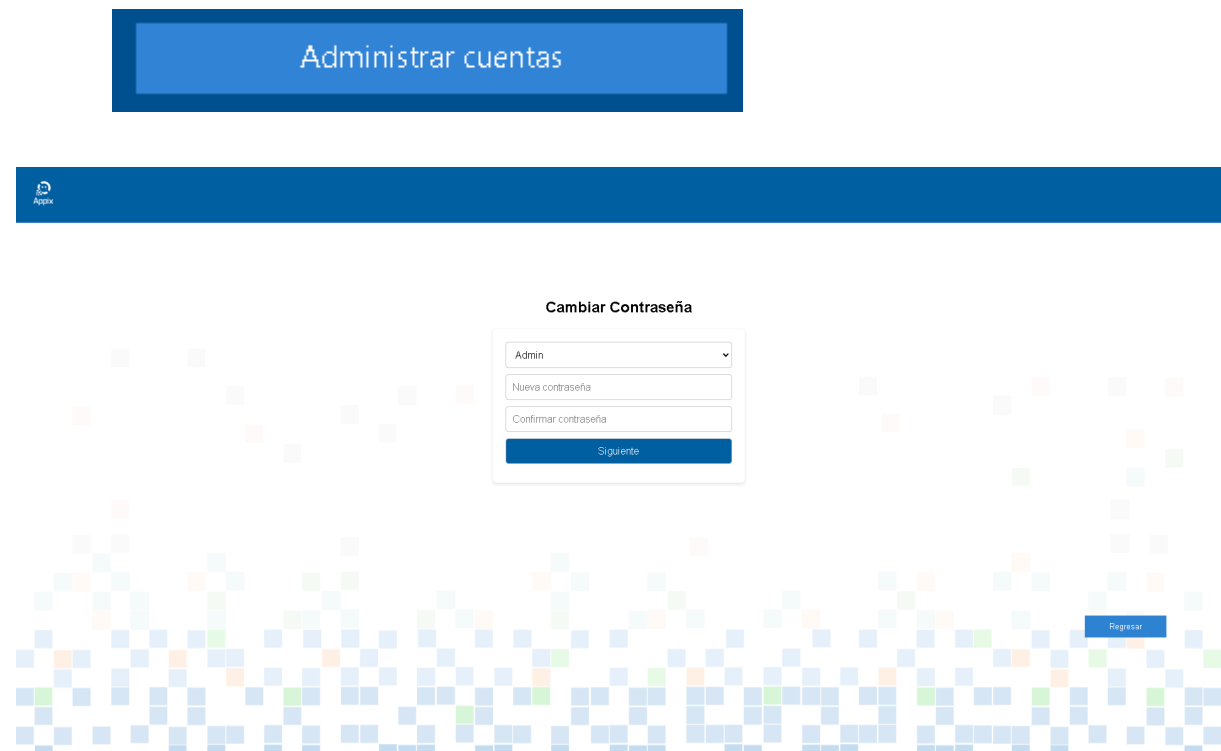 Administrar cuentas
Appix
Cambiar Contraseña
Admin
Nueva contraseña
Confirmar contraseña
Siguiente
Regresar